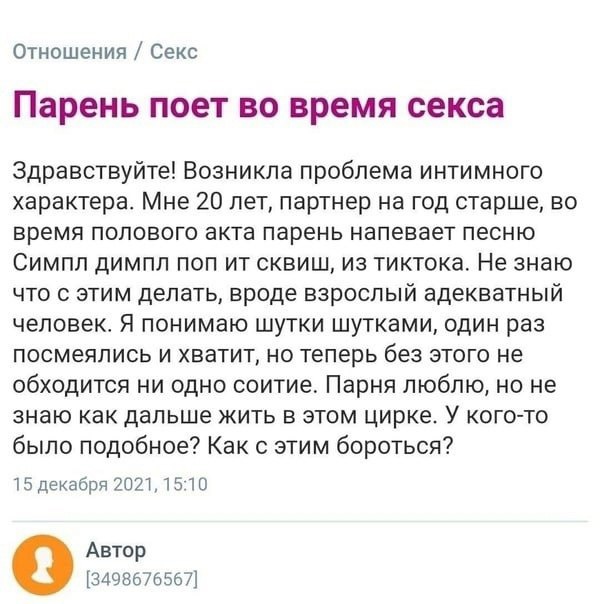 Отношения / Секс
Парень поет во время секса
Здравствуйте! Возникла проблема интимного
характера. Мне 20 лет, партнер на год старше, во
время полового акта парень напевает песню
Симпл димпл поп ит сквиш, из тиктока. Не знаю
что с этим делать, вроде взрослый адекватный
человек. Я понимаю шутки шутками, один раз
посмеялись и хватит, но теперь без этого не
обходится ни одно соитие. Парня люблю, но не
знаю как дальше жить в этом цирке. У кого-то
было подобное? Как с этим бороться?
15 декабря 2021, 15:10
Автор
[3498676567]